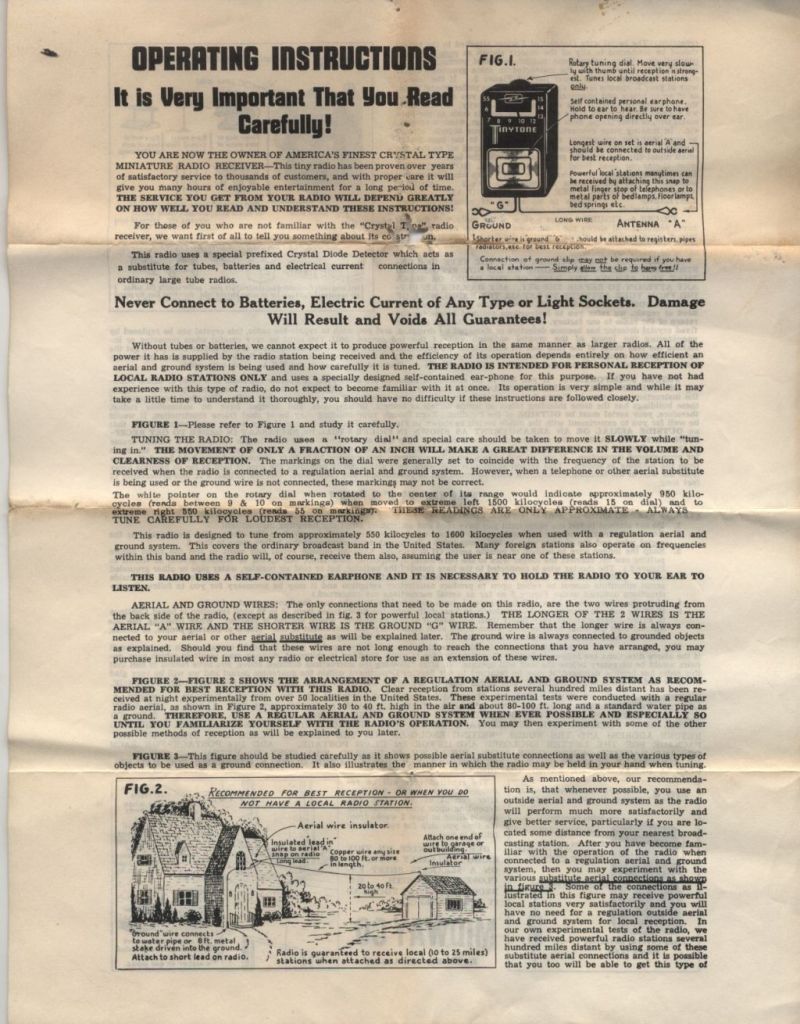 OPERATING INSTRUCTIONS
It is Very Important That You Read
Carefully!
YOU ARE NOW THE OWNER OF AMERICA'S FINEST CRYSTAL TYPE
MINIATURE RADIO RECEIVER—This tiny radio has been proven over years
of satisfactory service to thousands of customers, and with proper care it will
give you many hours of enjoyable entertainment for a long period of time.
THE SERVICE YOU GET FROM YOUR RADIO WILL DEPEND GREATLY
ON HOW WELL YOU READ AND UNDERSTAND THESE INSTRUCTIONS!
For those of you who are not familiar with the "Crystal radio
receiver, we want first of all to tell you something about its
This radio uses a special prefixed Crystal Diode Detector which acts as
a substitute for tubes, batteries and electrical current connections in
ordinary large tube radios.
FIG.1.
Rotary tuning dial. Move very slow-
ly with thumb until reception is strong-
est. Tunes local broadcast stations
only.
Self contained personal earphone.
Hold to ear to hear. Be sure to have
phone opening directly over ear.
Longest wire on set is aerial "A" and
should be connected to outside aerial
for best reception.
Powerful local stations manytimes can
be received by attaching this snap to
metal finger stop of telephones or to
metal parts of bedlamps, floorlamps,
bed springs etc.
TINYTONE
"G"
GROUND
LONG WIRE
ANTENNA "A"
Shorter wire is ground "G" should be attached to registers, pipes
radiators, etc. for best reception.
Connection of ground clip may not be required if you have
a local station — Simply allow the clip to hang free!!
Never Connect to Batteries, Electric Current of Any Type or Light Sockets. Damage
Will Result and Voids All Guarantees!
Without tubes or batteries, we cannot expect it to produce powerful reception in the same manner as larger radios. All of the
power it has is supplied by the radio station being received and the efficiency of its operation depends entirely on how efficient an
aerial and ground system is being used and how carefully it is tuned. THE RADIO IS INTENDED FOR PERSONAL RECEPTION OF
LOCAL RADIO STATIONS ONLY and uses a specially designed self-contained ear-phone for this purpose. If you have not had
experience with this type of radio, do not expect to become familiar with it at once. Its operation is very simple and while it may
take a little time to understand it thoroughly, you should have no difficulty if these instructions are followed closely.
FIGURE 1—Please refer to Figure 1 and study it carefully.
TUNING THE RADIO: The radio uses a "rotary dial" and special care should be taken to move it SLOWLY while "tun-
ing in." THE MOVEMENT OF ONLY A FRACTION OF AN INCH WILL MAKE A GREAT DIFFERENCE IN THE VOLUME AND
CLEARNESS OF RECEPTION. The markings on the dial were generally set to coincide with the frequency of the station to be
received when the radio is connected to a regulation aerial and ground system. However, when a telephone or other aerial substitute
is being used or the ground wire is not connected, these markings may not be correct.
The white pointer on the rotary dial when rotated to the center of its range would indicate approximately 950 kilo-
cycles (reads between 9 & 10 on markings) when moved to extreme left 1500 kilocycles (reads 15 on dial) and to
extreme right 550 kilocycles (reads 55 on markings). THESE READINGS ARE ONLY APPROXIMATE - ALWAYS
TUNE CAREFULLY FOR LOUDEST RECEPTION.
This radio is designed to tune from approximately 550 kilocycles to 1600 kilocycles when used with a regulation aerial and
ground system. This covers the ordinary broadcast band in the United States. Many foreign stations also operate on frequencies
within this band and the radio will, of course, receive them also, assuming the user is near one of these stations.
THIS RADIO USES A SELF-CONTAINED EARPHONE AND IT IS NECESSARY TO HOLD THE RADIO TO YOUR EAR TO
LISTEN.
AERIAL AND GROUND WIRES: The only connections that need to be made on this radio, are the two wires protruding from
the back side of the radio, (except as described in fig. 3 for powerful local stations.) THE LONGER OF THE 2 WIRES IS THE
AERIAL "A" WIRE AND THE SHORTER WIRE IS THE GROUND "G" WIRE. Remember that the longer wire is always con-
nected to your aerial or other aerial substitute as will be explained later. The ground wire is always connected to grounded objects
as explained. Should you find that these wires are not long enough to reach the connections that you have arranged, you may
purchase insulated wire in most any radio or electrical store for use as an extension of these wires.
FIGURE 2—FIGURE 2 SHOWS THE ARRANGEMENT OF A REGULATION AERIAL AND GROUND SYSTEM AS RECOM-
MENDED FOR BEST RECEPTION WITH THIS RADIO. Clear reception from stations several hundred miles distant has been re-
ceived at night experimentally from over 50 localities in the United States. These experimental tests were conducted with a regular
radio aerial, as shown in Figure 2, approximately 30 to 40 ft. high in the air and about 80-100 ft. long and a standard water pipe as
a ground. THEREFORE, USE A REGULAR AERIAL AND GROUND SYSTEM WHEN EVER POSSIBLE AND ESPECIALLY SO
UNTIL YOU FAMILIARIZE YOURSELF WITH THE RADIO'S OPERATION. You may then experiment with some of the other
possible methods of reception as will be explained to you later.
FIGURE 3—This figure should be studied carefully as it shows possible aerial substitute connections as well as the various types of
objects to be used as a ground connection. It also illustrates the manner in which the radio may be held in your hand when tuning.
FIG.2.
RECOMMENDED FOR BEST RECEPTION - OR WHEN YOU DO
NOT HAVE A LOCAL RADIO STATION.
Aerial wire insulator.
Insulated "lead in"
wire to aerial "A"
snap on radio
Long lead.
Copper wire any size
80 to 100 ft. or more
in length.
Attach one end of
wire to garage or
outbuilding.
Aerial wire
Insulator
20 to 40 ft.
high
"Ground" wire connects
to water pipe or 8 ft. metal
stake driven into the ground.
Attach to short lead on radio.
Radio is guaranteed to receive local (10 to 25 miles)
stations when attached as directed above.
As mentioned above, our recommenda-
tion is, that whenever possible, you use an
outside aerial and ground system as the radio
will perform much more satisfactorily and
give better service, particularly if you are lo-
cated some distance from your nearest broad-
casting station. After you have become fam-
iliar with the operation of the radio when
connected to a regulation aerial and ground
system, then you may experiment with the
various substitute aerial connections as shown
in figure 3. Some of the connections as il-
lustrated in this figure may receive powerful
local stations very satisfactorily and you will
have no need for a regulation outside aerial
and ground system for local reception. In
our own experimental tests of the radio, we
have received powerful radio stations several
hundred miles distant by using some of these
substitute aerial connections and it is possible
that you too will be able to get this type of